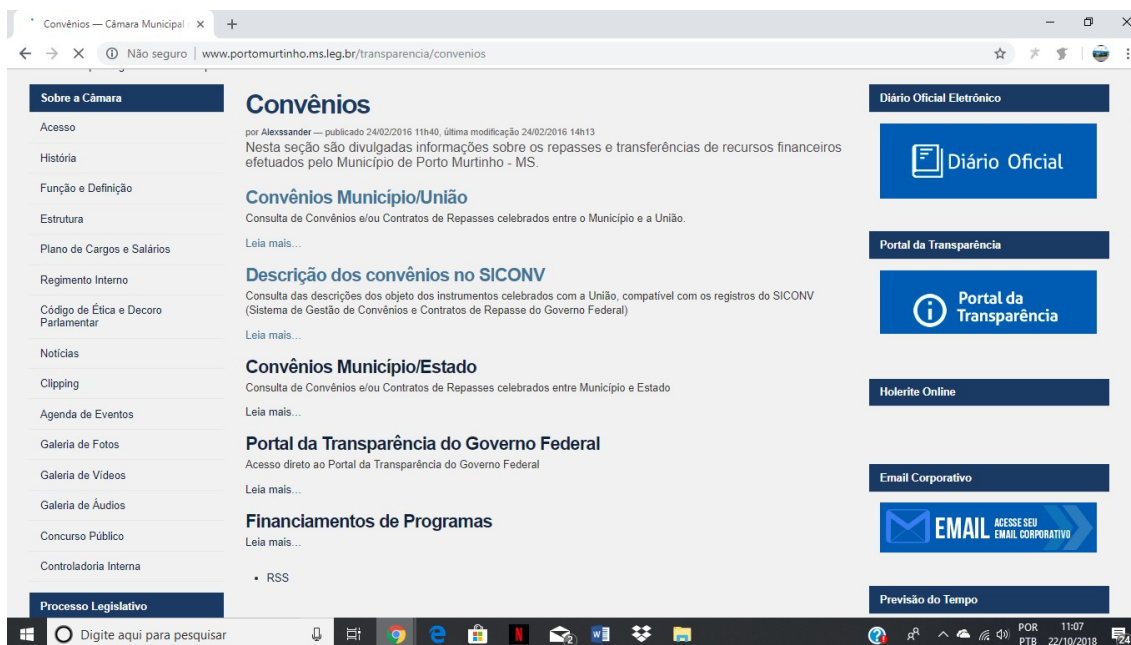 Convênios — Câmara Municipal
Não seguro | www.portomurtinho.ms.leg.br/transparencia/convenios
Sobre a Câmara
Acesso
História
Função e Definição
Estrutura
Plano de Cargos e Salários
Regimento Interno
Código de Ética e Decoro
Parlamentar
Notícias
Clipping
Agenda de Eventos
Galeria de Fotos
Galeria de Vídeos
Galeria de Áudios
Concurso Público
Controladoria Interna
Processo Legislativo
Convênios
por Alexssander — publicado 24/02/2016 11h40, última modificação 24/02/2016 14h13
Nesta seção são divulgadas informações sobre os repasses e transferências de recursos financeiros
efetuados pelo Município de Porto Murtinho - MS.
Convênios Município/União
Consulta de Convênios e/ou Contratos de Repasses celebrados entre o Município e a União.
Leia mais…
Descrição dos convênios no SICONV
Consulta das descrições dos objeto dos instrumentos celebrados com a União, compatível com os registros do SICONV
(Sistema de Gestão de Convênios e Contratos de Repasse do Governo Federal)
Leia mais…
Convênios Município/Estado
Consulta de Convênios e/ou Contratos de Repasses celebrados entre Município e Estado
Leia mais…
Portal da Transparência do Governo Federal
Acesso direto ao Portal da Transparência do Governo Federal
Leia mais…
Financiamentos de Programas
Leia mais…
• RSS
Diário Oficial Eletrônico
Diário Oficial
Portal da Transparência
Portal da
Transparência
Holerite Online
Email Corporativo
EMAIL ACESSE SEU
EMAIL CORPORATIVO
Previsão do Tempo
Digite aqui para pesquisar
POR
PTB
11:07
22/10/2018
24